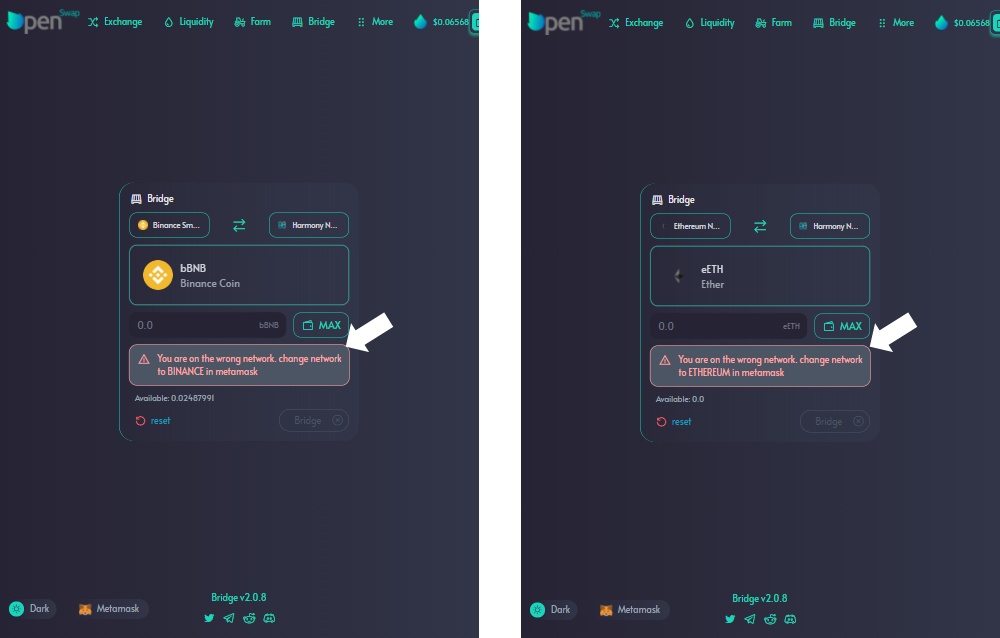 OpenSwap Exchange Liquidity Farm Bridge More $0.06568
Bridge
Binance Sm... Harmony N...
bBNB
Binance Coin
0.0 bBNB MAX
You are on the wrong network. change network
to BINANCE in metamask
Available: 0.02487991
reset Bridge
Bridge v2.0.8
Dark Metamask
OpenSwap Exchange Liquidity Farm Bridge More $0.06568
Bridge
Ethereum N... Harmony N...
eETH
Ether
0.0 eETH MAX
You are on the wrong network. change network
to ETHEREUM in metamask
Available: 0.0
reset Bridge
Bridge v2.0.8
Dark Metamask